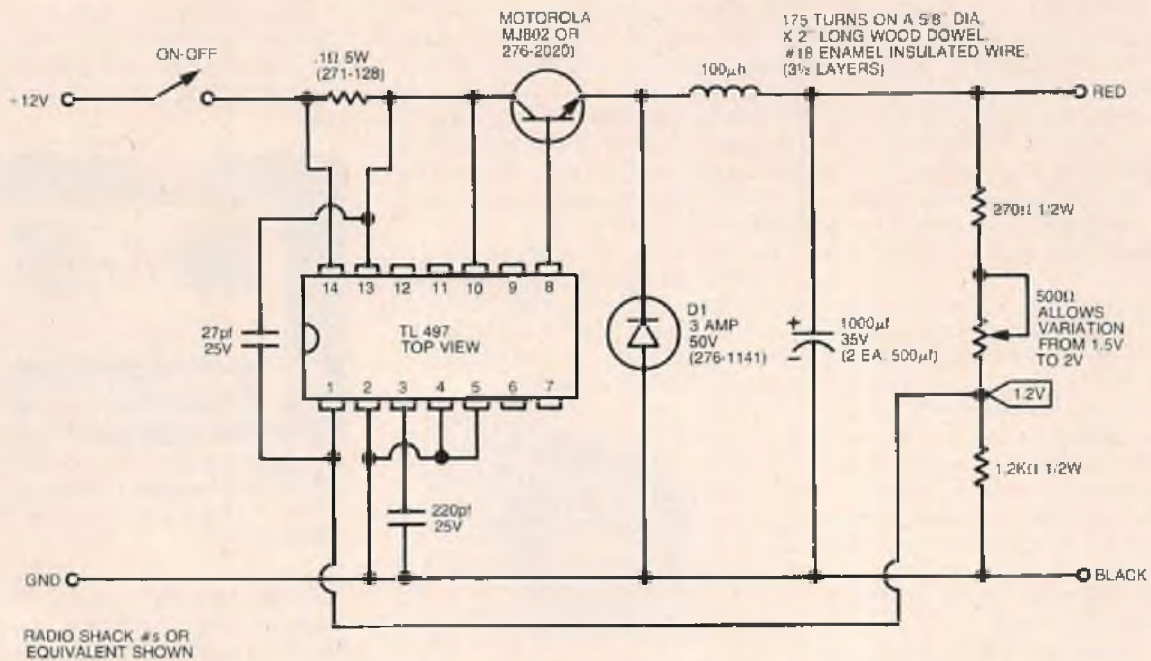 MOTOROLA
MJ802 OR
276-2020)
175 TURNS ON A 5/8" DIA.
X 2" LONG WOOD DOWEL.
#18 ENAMEL INSULATED WIRE.
(3½ LAYERS)
ON-OFF
.1Ω 5W
(271-128)
100μh
+12V
RED
270Ω 1/2W
14 13 12 11 10 9 8
27pf
25V
TL 497
TOP VIEW
D1
3 AMP
50V
(276-1141)
+
1000μf
35V
(2 EA. 500μf)
–
500Ω
ALLOWS
VARIATION
FROM 1.5V
TO 2V
1 2 3 4 5 6 7
1.2V
1.2KΩ 1/2W
220pf
25V
GND
BLACK
RADIO SHACK #s OR
EQUIVALENT SHOWN